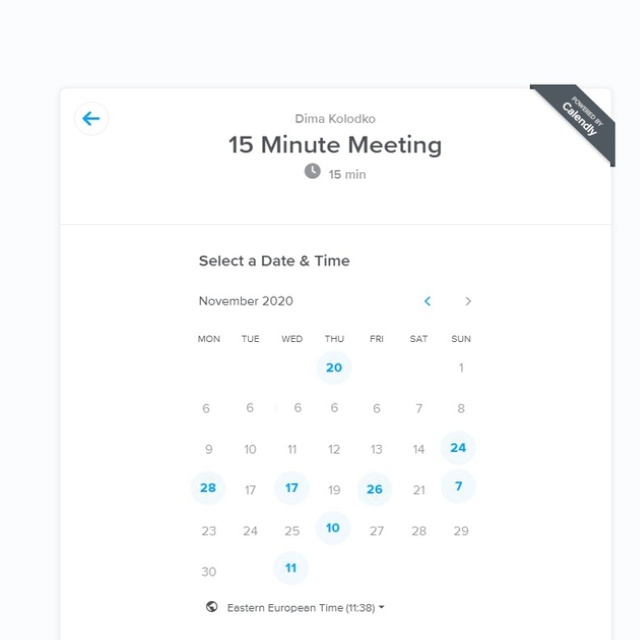 POWERED BY
Calendly
Dima Kolodko
15 Minute Meeting
15 min
Select a Date & Time
November 2020
MON TUE WED THU FRI SAT SUN
20 1
6 6 6 6 6 7 8
9 10 11 12 13 14 24
28 17 17 19 26 21 7
23 24 25 10 27 28 29
30 11
Eastern European Time (11:38)